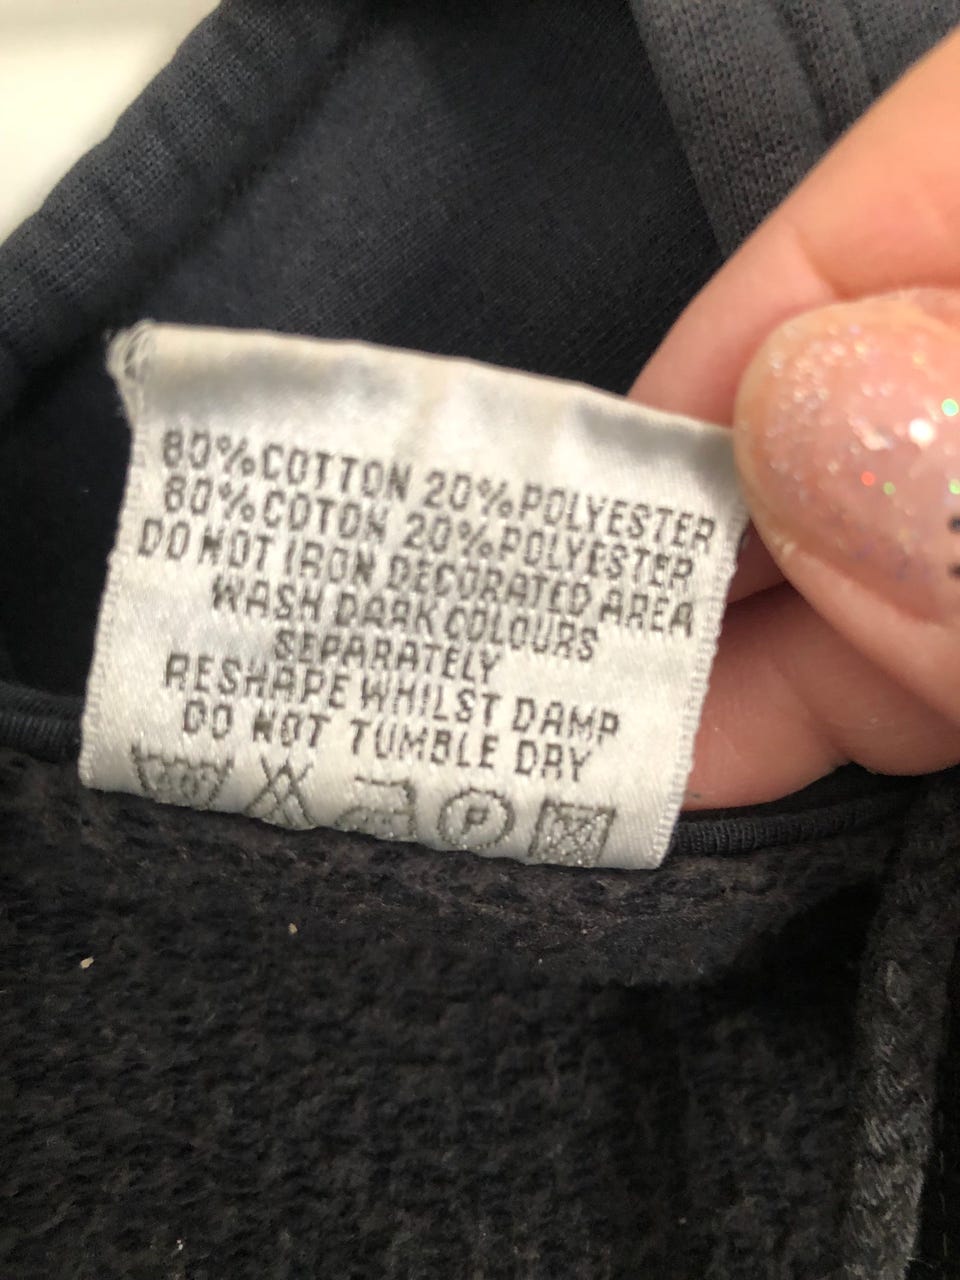 80% COTTON 20% POLYESTER
80% COTON 20% POLYESTER
DO NOT IRON DECORATED AREA
WASH DARK COLOURS
SEPARATELY
RESHAPE WHILST DAMP
DO NOT TUMBLE DRY
P